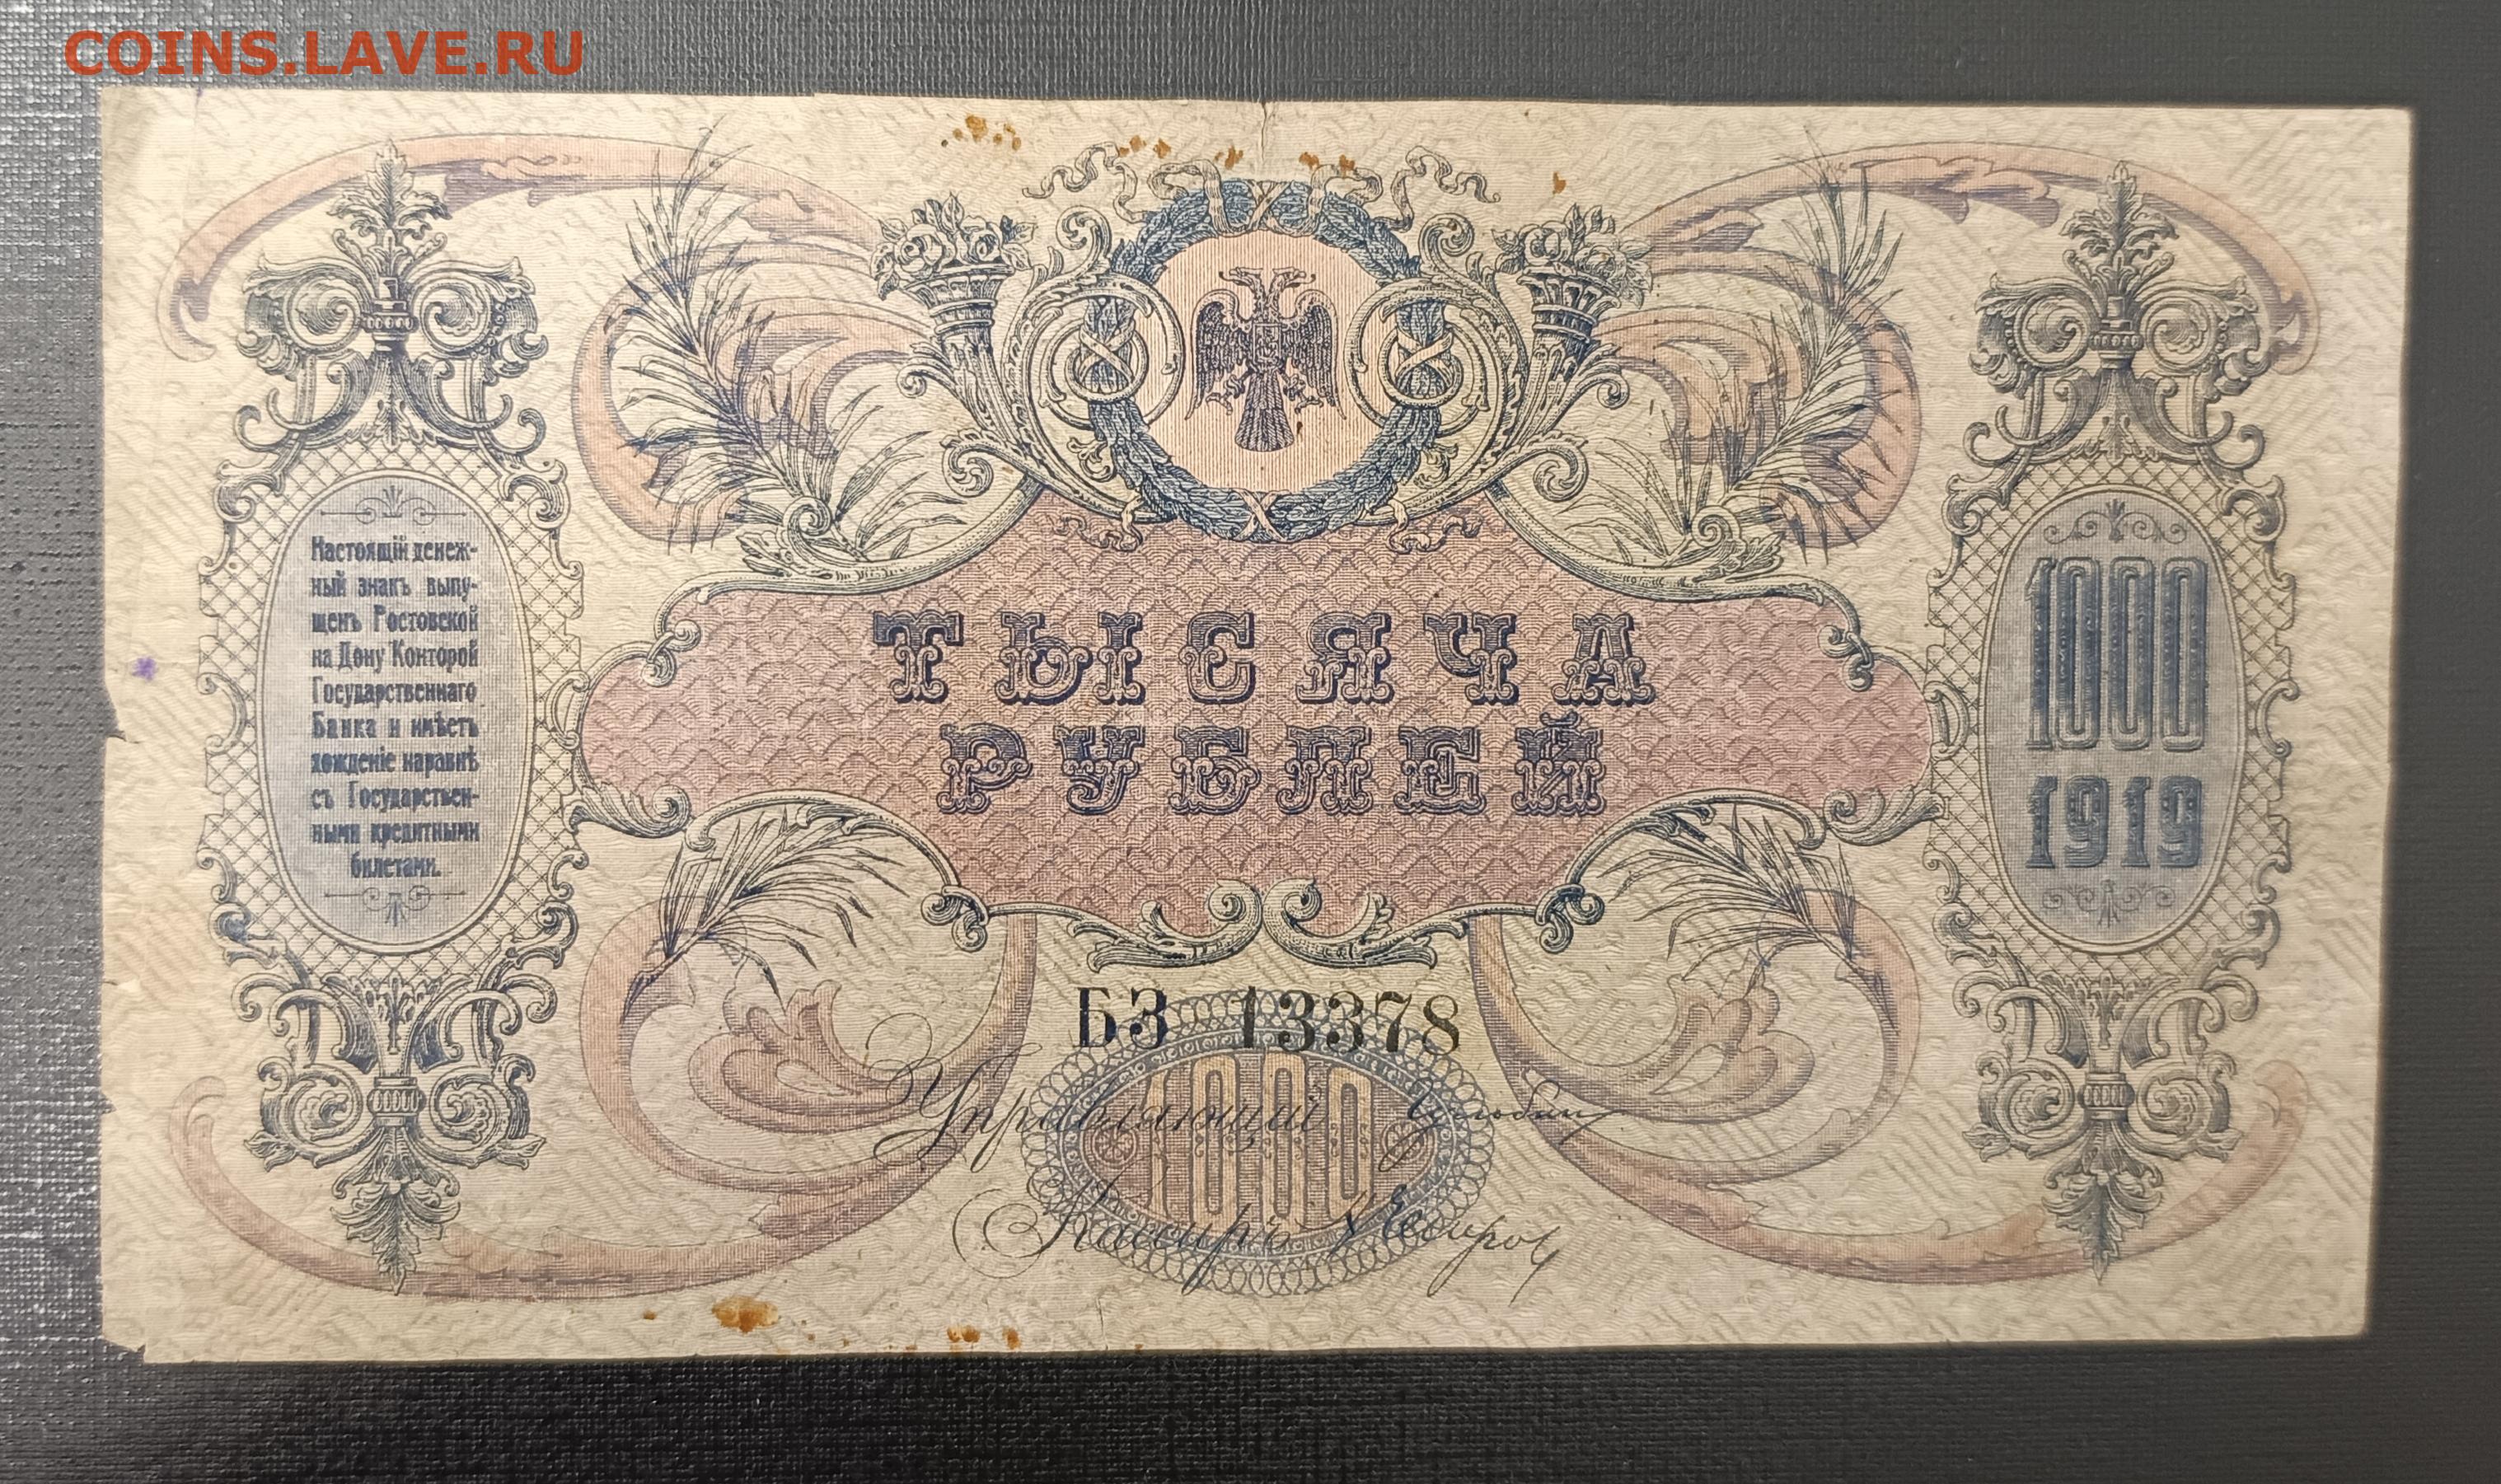 COINS.LAVE.RU
Настоящій денеж-
ный знакъ выпу-
щенъ Ростовской
на Дону Конторой
Государственнаго
Банка и имѣетъ
хожденіе наравнѣ
съ Государствен-
ными кредитными
билетами.
ТЫСЯЧА
РУБЛЕЙ
1000
1919
БЗ 13378
1000
Управляющій
Кассиръ